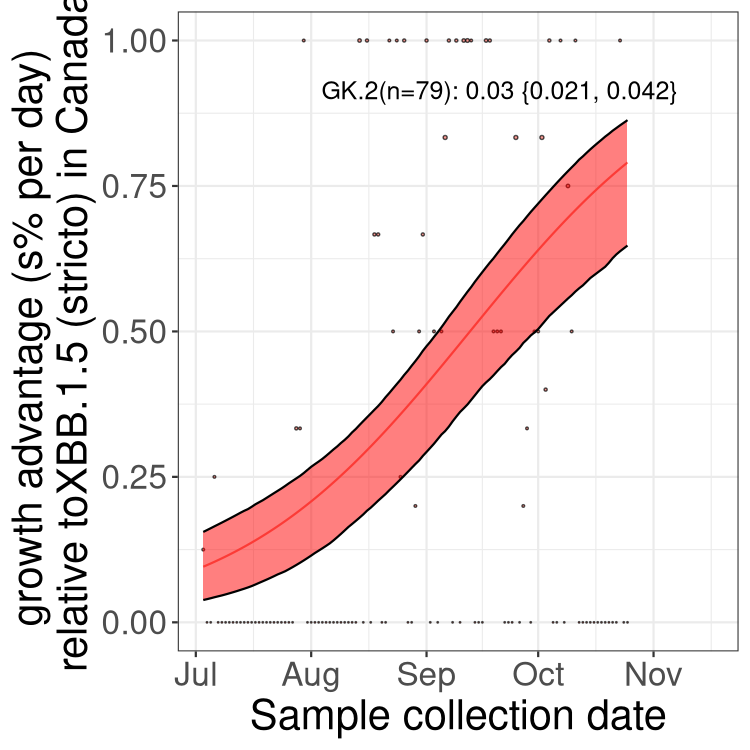 growth advantage (s% per day)
relative toXBB.1.5 (stricto) in Canada
1.00
0.75
0.50
0.25
0.00
GK.2(n=79): 0.03 {0.021, 0.042}
Jul Aug Sep Oct Nov
Sample collection date